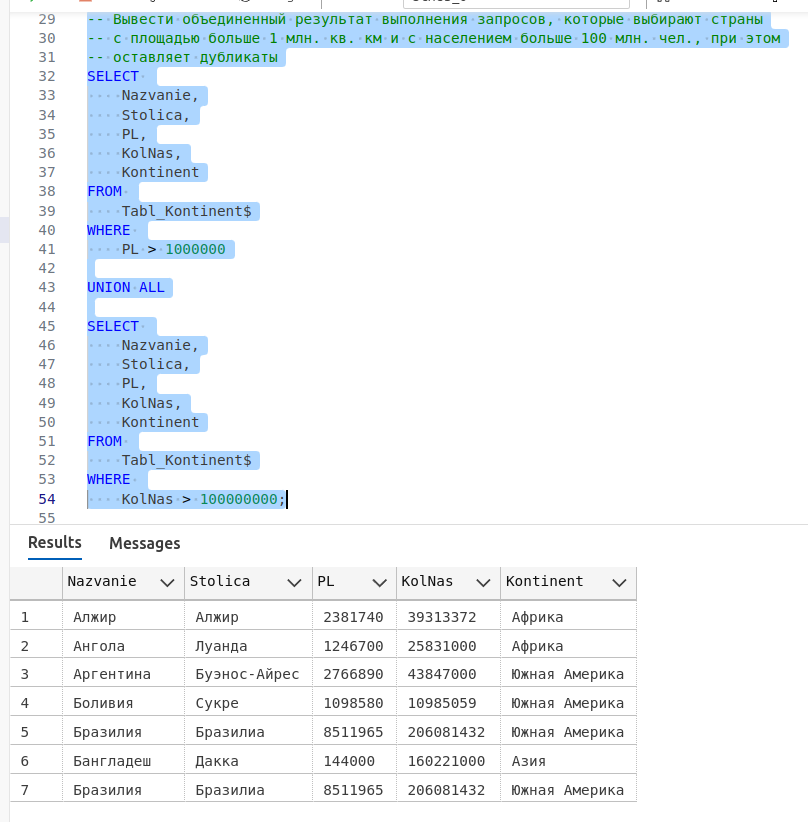 29 -- Вывести объединенный результат выполнения запросов, которые выбирают страны
30 -- с площадью больше 1 млн. кв. км и с населением больше 100 млн. чел., при этом
31 -- оставляет дубликаты
32 SELECT
33 Nazvanie,
34 Stolica,
35 PL,
36 KolNas,
37 Kontinent
38 FROM
39 Tabl_Kontinent$
40 WHERE
41 PL > 1000000
42
43 UNION ALL
44
45 SELECT
46 Nazvanie,
47 Stolica,
48 PL,
49 KolNas,
50 Kontinent
51 FROM
52 Tabl_Kontinent$
53 WHERE
54 KolNas > 100000000;
55
Results Messages
Nazvanie Stolica PL KolNas Kontinent
1 Алжир Алжир 2381740 39313372 Африка
2 Ангола Луанда 1246700 25831000 Африка
3 Аргентина Буэнос-Айрес 2766890 43847000 Южная Америка
4 Боливия Сукре 1098580 10985059 Южная Америка
5 Бразилия Бразилиа 8511965 206081432 Южная Америка
6 Бангладеш Дакка 144000 160221000 Азия
7 Бразилия Бразилиа 8511965 206081432 Южная Америка